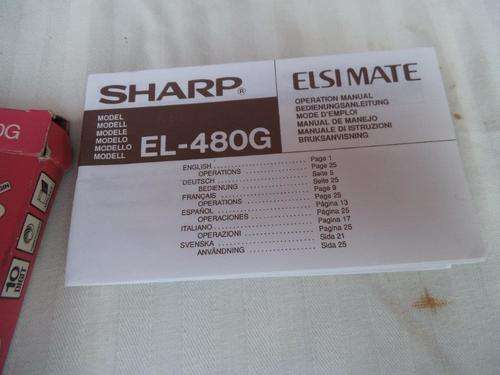 SHARP®
ELSI MATE
MODEL
MODELL
MODELE
MODELO
MODELLO
MODELL
EL-480G
OPERATION MANUAL
BEDIENUNGSANLEITUNG
MODE D'EMPLOI
MANUAL DE MANEJO
MANUALE DI ISTRUZIONI
BRUKSANVISNING
ENGLISH Page 1
OPERATIONS Page 25
DEUTSCH Seite 5
BEDIENUNG Seite 25
FRANÇAIS Page 9
OPERATIONS Page 25
ESPAÑOL Página 13
OPERACIONES Página 25
ITALIANO Pagina 17
OPERAZIONI Pagina 25
SVENSKA Sida 21
ANVÄNDNING Sida 25
0G
10